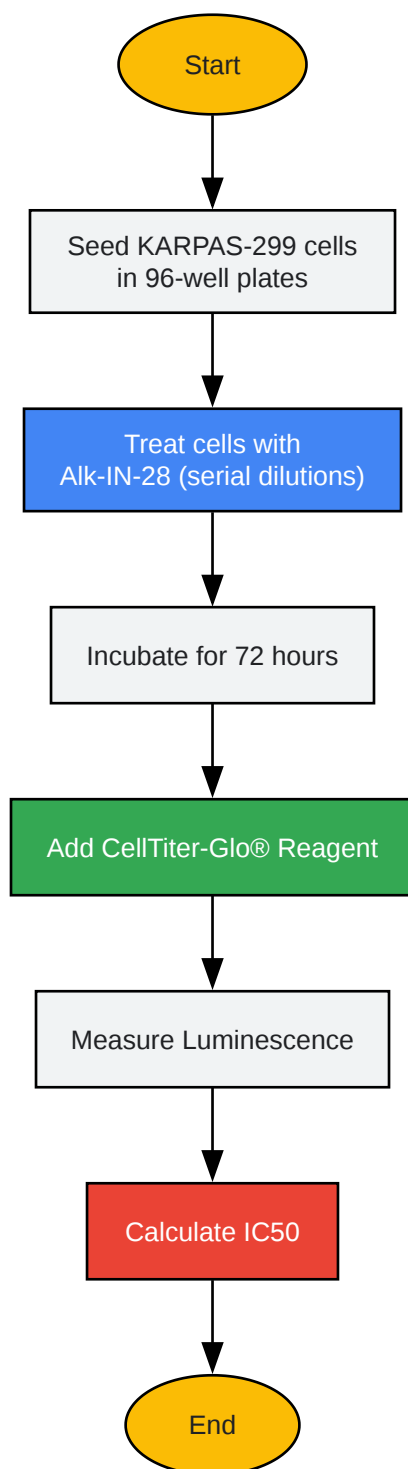 Start
Seed KARPAS-299 cells
in 96-well plates
Treat cells with
Alk-IN-28 (serial dilutions)
Incubate for 72 hours
Add CellTiter-Glo® Reagent
Measure Luminescence
Calculate IC50
End